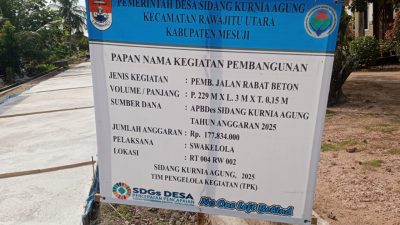 PEMERINTAH DESA SIDANG KURNIA AGUNG
KECAMATAN RAWAJITU UTARA
KABUPATEN MESUJI
PAPAN NAMA KEGIATAN PEMBANGUNAN
JENIS KEGIATAN : PEMB. JALAN RABAT BETON
VOLUME / PANJANG : P. 229 M X L. 3 M X T. 0,15 M
SUMBER DANA : APBDes SIDANG KURNIA AGUNG
TAHUN ANGGARAN 2025
JUMLAH ANGGARAN : Rp. 177.834.000
PELAKSANA : SWAKELOLA
LOKASI : RT 004 RW 002
SIDANG KURNIA AGUNG, 2025
TIM PENGELOLA KEGIATAN (TPK)
SDGs DESA
PERCEPATAN PENCAPAIAN